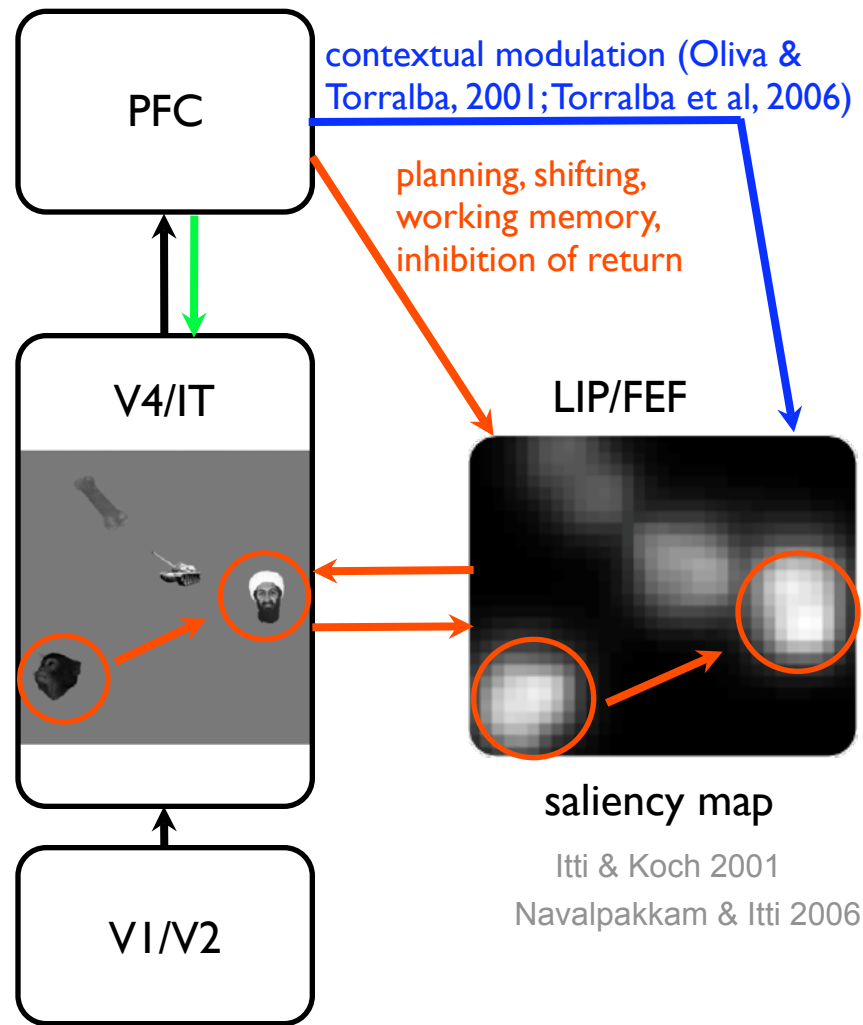 PFC
contextual modulation (Oliva &
Torralba, 2001; Torralba et al, 2006)
planning, shifting,
working memory,
inhibition of return
V4/IT
LIP/FEF
saliency map
Itti & Koch 2001
Navalpakkam & Itti 2006
V1/V2